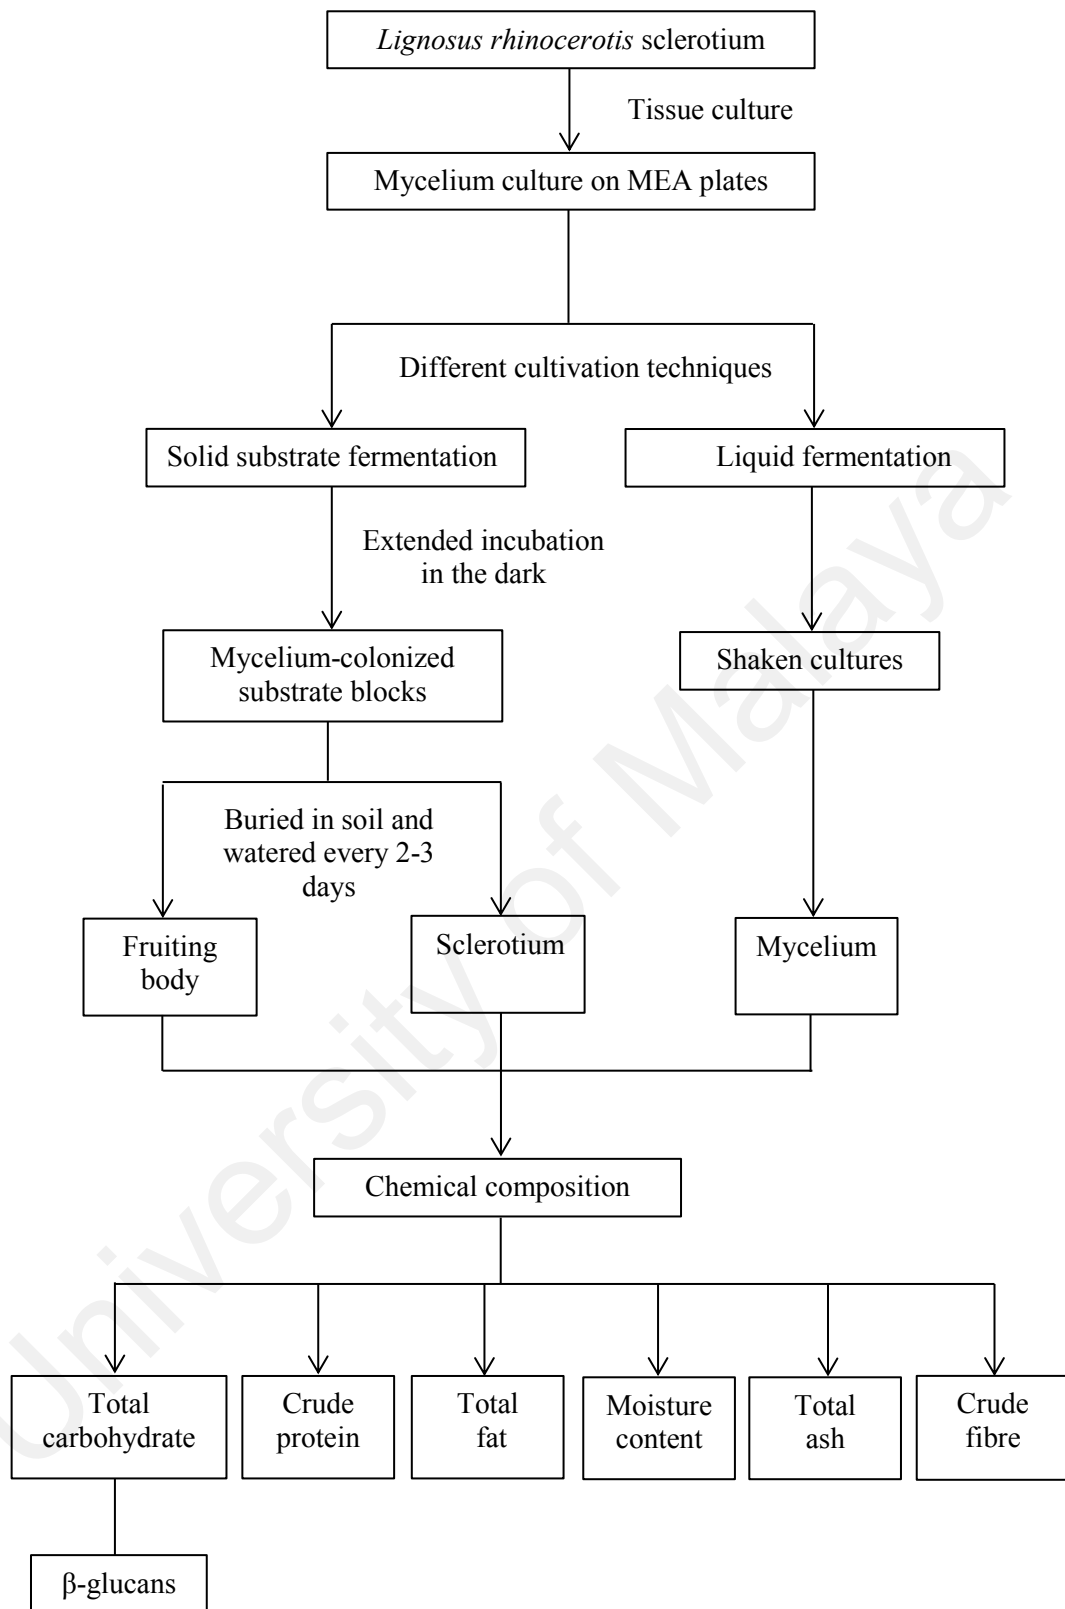 Lignosus rhinocerotis sclerotium
Tissue culture
Mycelium culture on MEA plates
Different cultivation techniques
Solid substrate fermentation
Liquid fermentation
Extended incubation
in the dark
Mycelium-colonized
substrate blocks
Shaken cultures
Buried in soil and
watered every 2-3
days
Fruiting
body
Sclerotium
Mycelium
Chemical composition
Total
carbohydrate
Crude
protein
Total
fat
Moisture
content
Total
ash
Crude
fibre
β-glucans
University of Malaya